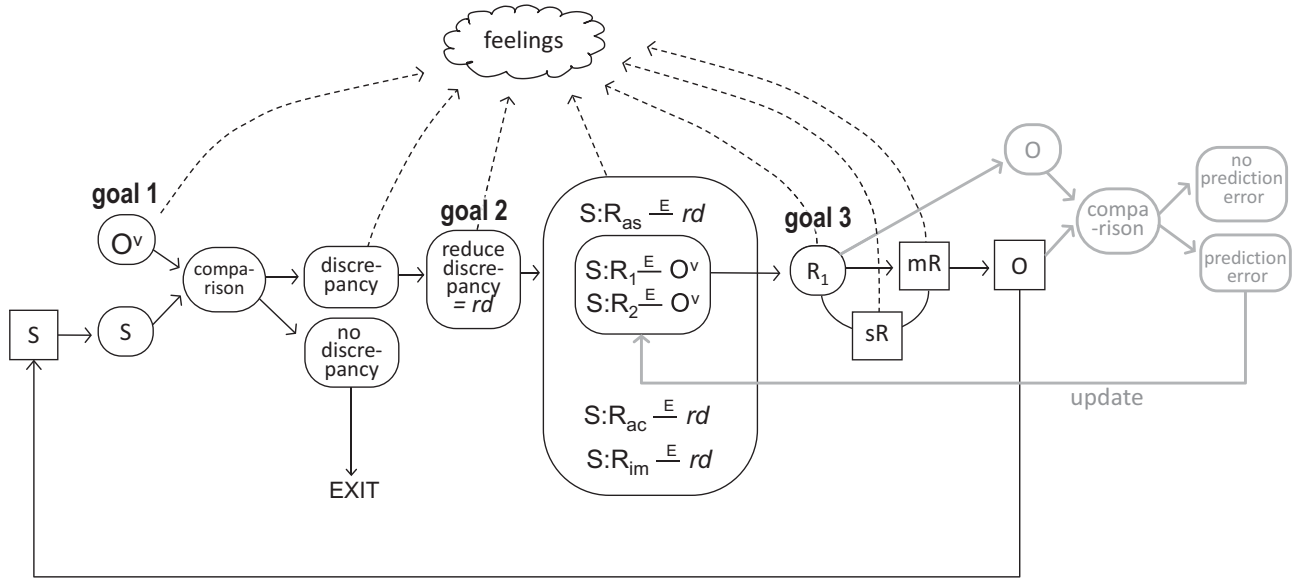 feelings
goal 1
Oᵛ
S
S
compa-
rison
discre-
pancy
no
discre-
pancy
EXIT
goal 2
reduce
discre-
pancy
= rd
S:Rₐₛ E rd
S:R₁ E Oᵛ
S:R₂ E Oᵛ
S:R_ac E rd
S:R_im E rd
goal 3
R₁
mR
sR
O
O
compa
-rison
no
prediction
error
prediction
error
update